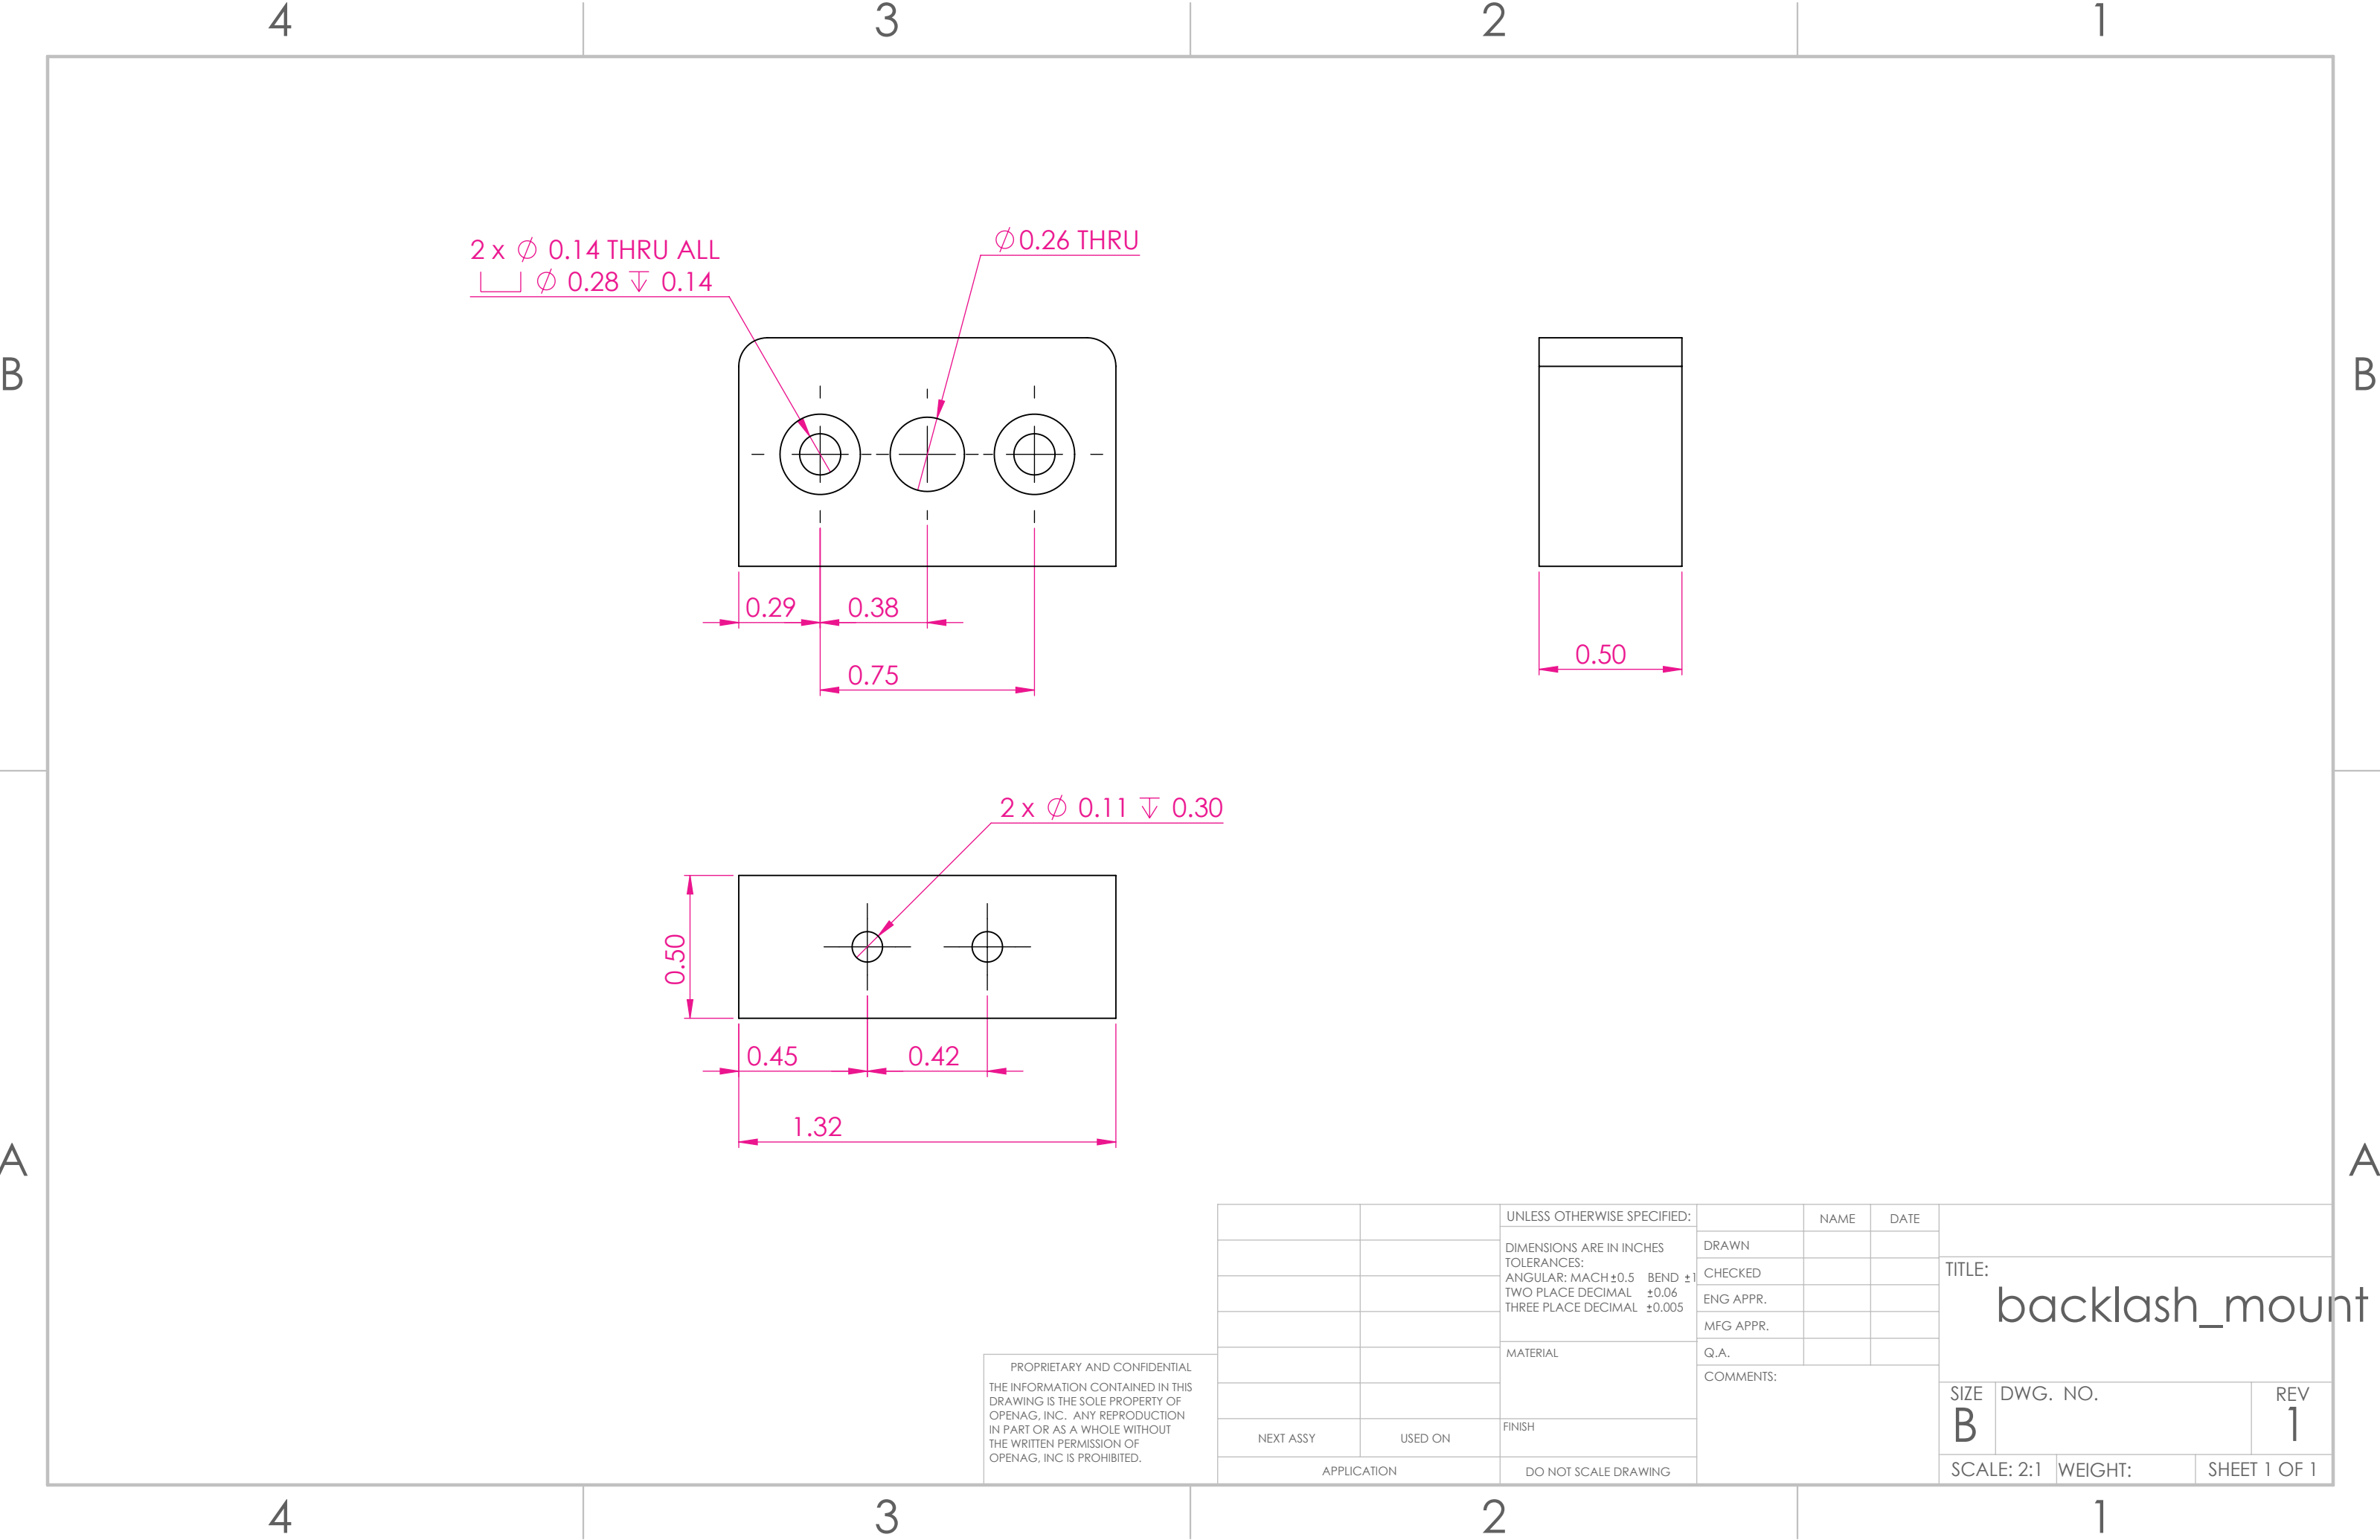 4 3 2 1
B B
2 x ⌀ 0.14 THRU ALL
⌴ ⌀ 0.28 ↧ 0.14
⌀0.26 THRU
0.29 0.38
0.75
0.50
2 x ⌀ 0.11 ↧ 0.30
0.50
0.45 0.42
1.32
A A
PROPRIETARY AND CONFIDENTIAL
THE INFORMATION CONTAINED IN THIS
DRAWING IS THE SOLE PROPERTY OF
OPENAG, INC. ANY REPRODUCTION
IN PART OR AS A WHOLE WITHOUT
THE WRITTEN PERMISSION OF
OPENAG, INC IS PROHIBITED.
NEXT ASSY USED ON
APPLICATION
UNLESS OTHERWISE SPECIFIED:
DIMENSIONS ARE IN INCHES
TOLERANCES:
ANGULAR: MACH±0.5 BEND ±1
TWO PLACE DECIMAL ±0.06
THREE PLACE DECIMAL ±0.005
MATERIAL
FINISH
DO NOT SCALE DRAWING
NAME DATE
DRAWN
CHECKED
ENG APPR.
MFG APPR.
Q.A.
COMMENTS:
TITLE:
backlash_mount
SIZE DWG. NO. REV
B 1
SCALE: 2:1 WEIGHT: SHEET 1 OF 1
4 3 2 1